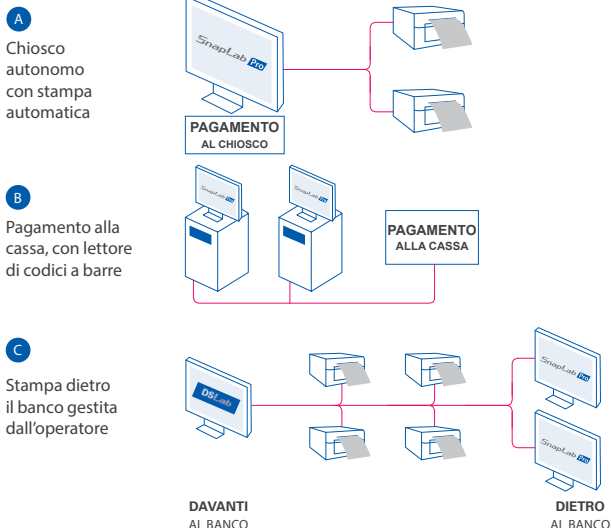 A
Chiosco
autonomo
con stampa
automatica
SnapLab Pro
PAGAMENTO
AL CHIOSCO
B
Pagamento alla
cassa, con lettore
di codici a barre
SnapLab Pro
SnapLab Pro
PAGAMENTO
ALLA CASSA
C
Stampa dietro
il banco gestita
dall’operatore
DSLab
SnapLab Pro
SnapLab Pro
DAVANTI
AL BANCO
DIETRO
AL BANCO